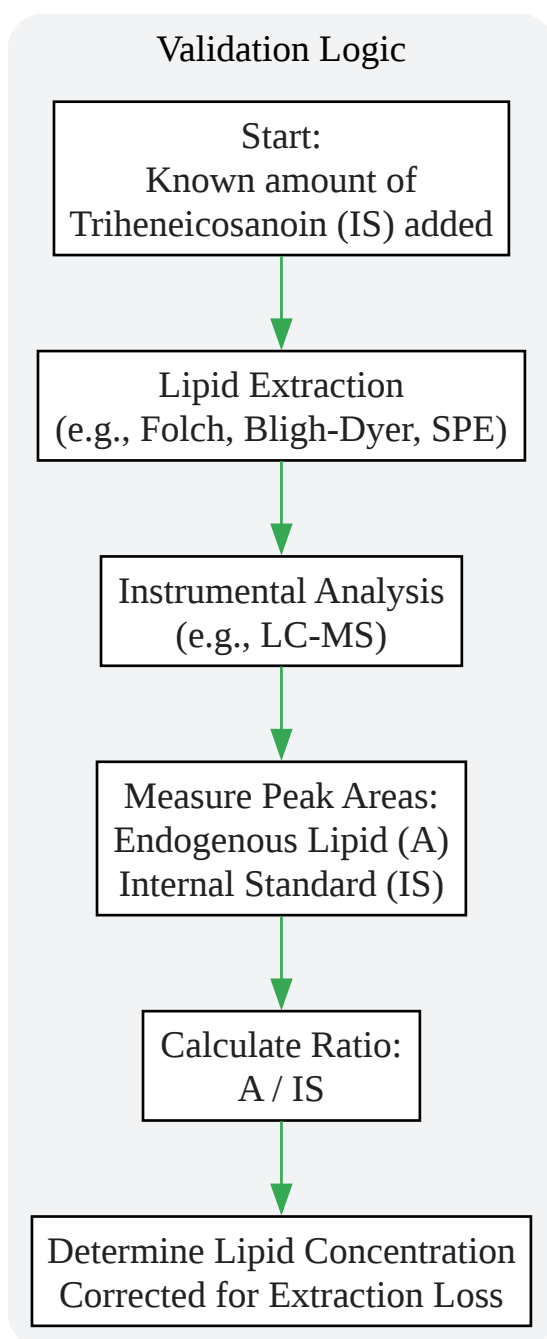 Validation Logic
Start:
Known amount of
Triheneicosanoin (IS) added
Lipid Extraction
(e.g., Folch, Bligh-Dyer, SPE)
Instrumental Analysis
(e.g., LC-MS)
Measure Peak Areas:
Endogenous Lipid (A)
Internal Standard (IS)
Calculate Ratio:
A / IS
Determine Lipid Concentration
Corrected for Extraction Loss